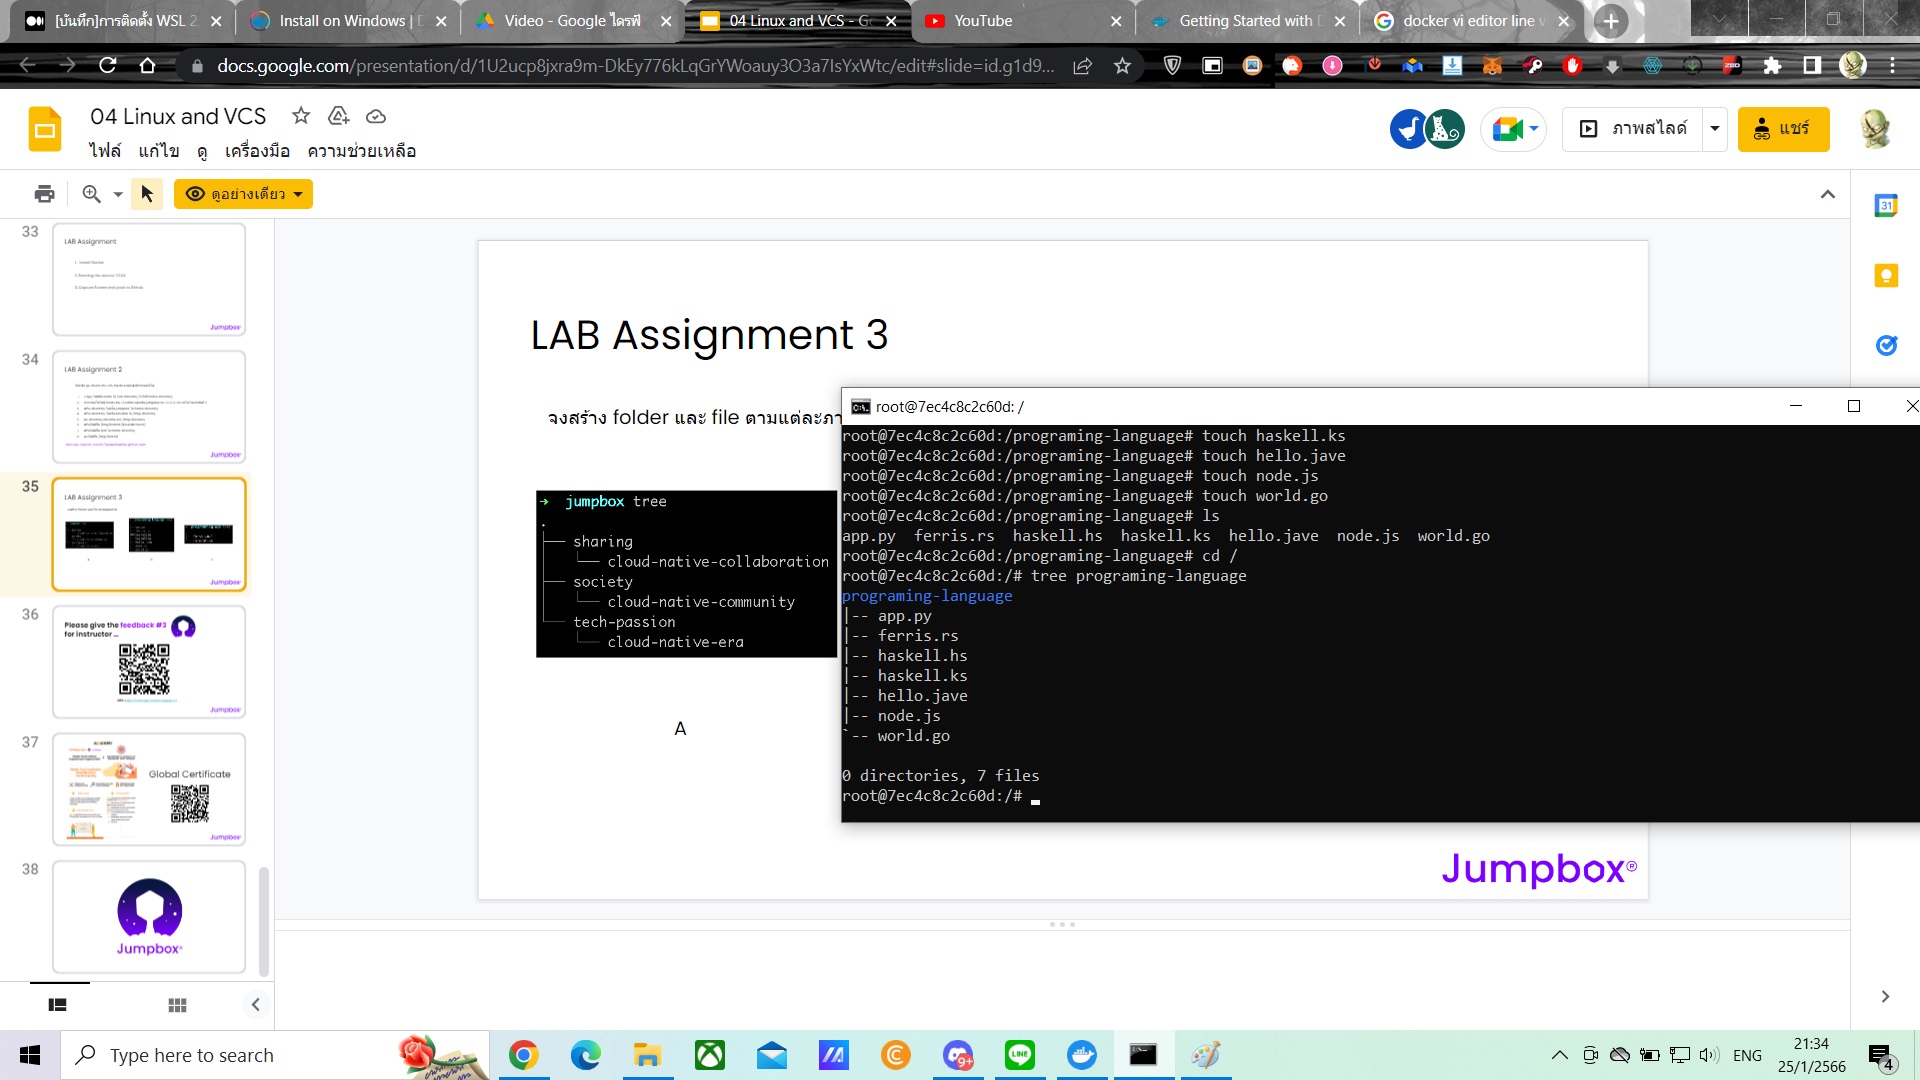 [บันทึก]การติดตั้ง WSL 2
Install on Windows | D
Video - Google ไดรฟ์
04 Linux and VCS - Go
YouTube
Getting Started with D
docker vi editor line v
docs.google.com/presentation/d/1U2ucp8jxra9m-DkEy776kLqGrYWoauy3O3a7IsYxWtc/edit#slide=id.g1d9...
04 Linux and VCS
ไฟล์ แก้ไข ดู เครื่องมือ ความช่วยเหลือ
ภาพสไลด์
แชร์
ดูอย่างเดียว
31
33
LAB Assignment
1. Install Docker
Jumpbox
34
LAB Assignment 2
Jumpbox
35
LAB Assignment 3
Jumpbox
36
Please give the feedback #3
for instructor ...
Jumpbox
37
Global Certificate
Jumpbox
38
Jumpbox
LAB Assignment 3
จงสร้าง folder และ file ตามแต่ละภา
➜ jumpbox tree
.
├── sharing
│   └── cloud-native-collaboration
├── society
│   └── cloud-native-community
└── tech-passion
    └── cloud-native-era
A
root@7ec4c8c2c60d: /
root@7ec4c8c2c60d:/programing-language# touch haskell.ks
root@7ec4c8c2c60d:/programing-language# touch hello.jave
root@7ec4c8c2c60d:/programing-language# touch node.js
root@7ec4c8c2c60d:/programing-language# touch world.go
root@7ec4c8c2c60d:/programing-language# ls
app.py  ferris.rs  haskell.hs  haskell.ks  hello.jave  node.js  world.go
root@7ec4c8c2c60d:/programing-language# cd /
root@7ec4c8c2c60d:/# tree programing-language
programing-language
|-- app.py
|-- ferris.rs
|-- haskell.hs
|-- haskell.ks
|-- hello.jave
|-- node.js
`-- world.go
0 directories, 7 files
root@7ec4c8c2c60d:/#
Jumpbox®
Type here to search
9+
LINE
ENG
21:34
25/1/2566
4